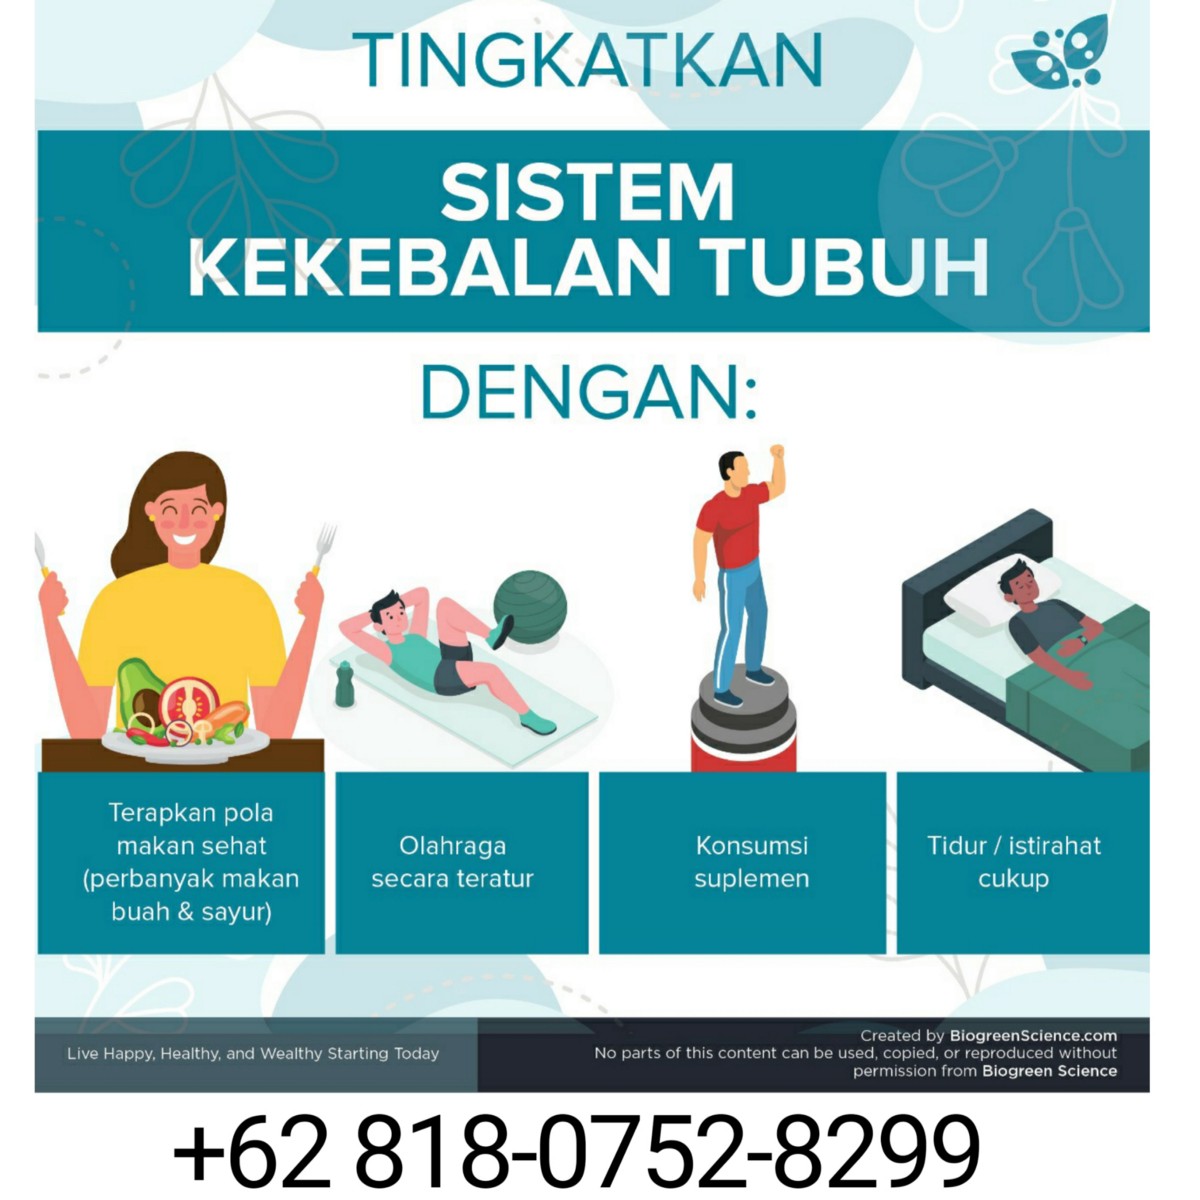 TINGKATKAN
SISTEM
KEKEBALAN TUBUH
DENGAN:
Terapkan pola
makan sehat
(perbanyak makan
buah & sayur)
Olahraga
secara teratur
Konsumsi
suplemen
Tidur / istirahat
cukup
Live Happy, Healthy, and Wealthy Starting Today
Created by BiogreenScience.com
No parts of this content can be used, copied, or reproduced without
permission from Biogreen Science
+62 818-0752-8299